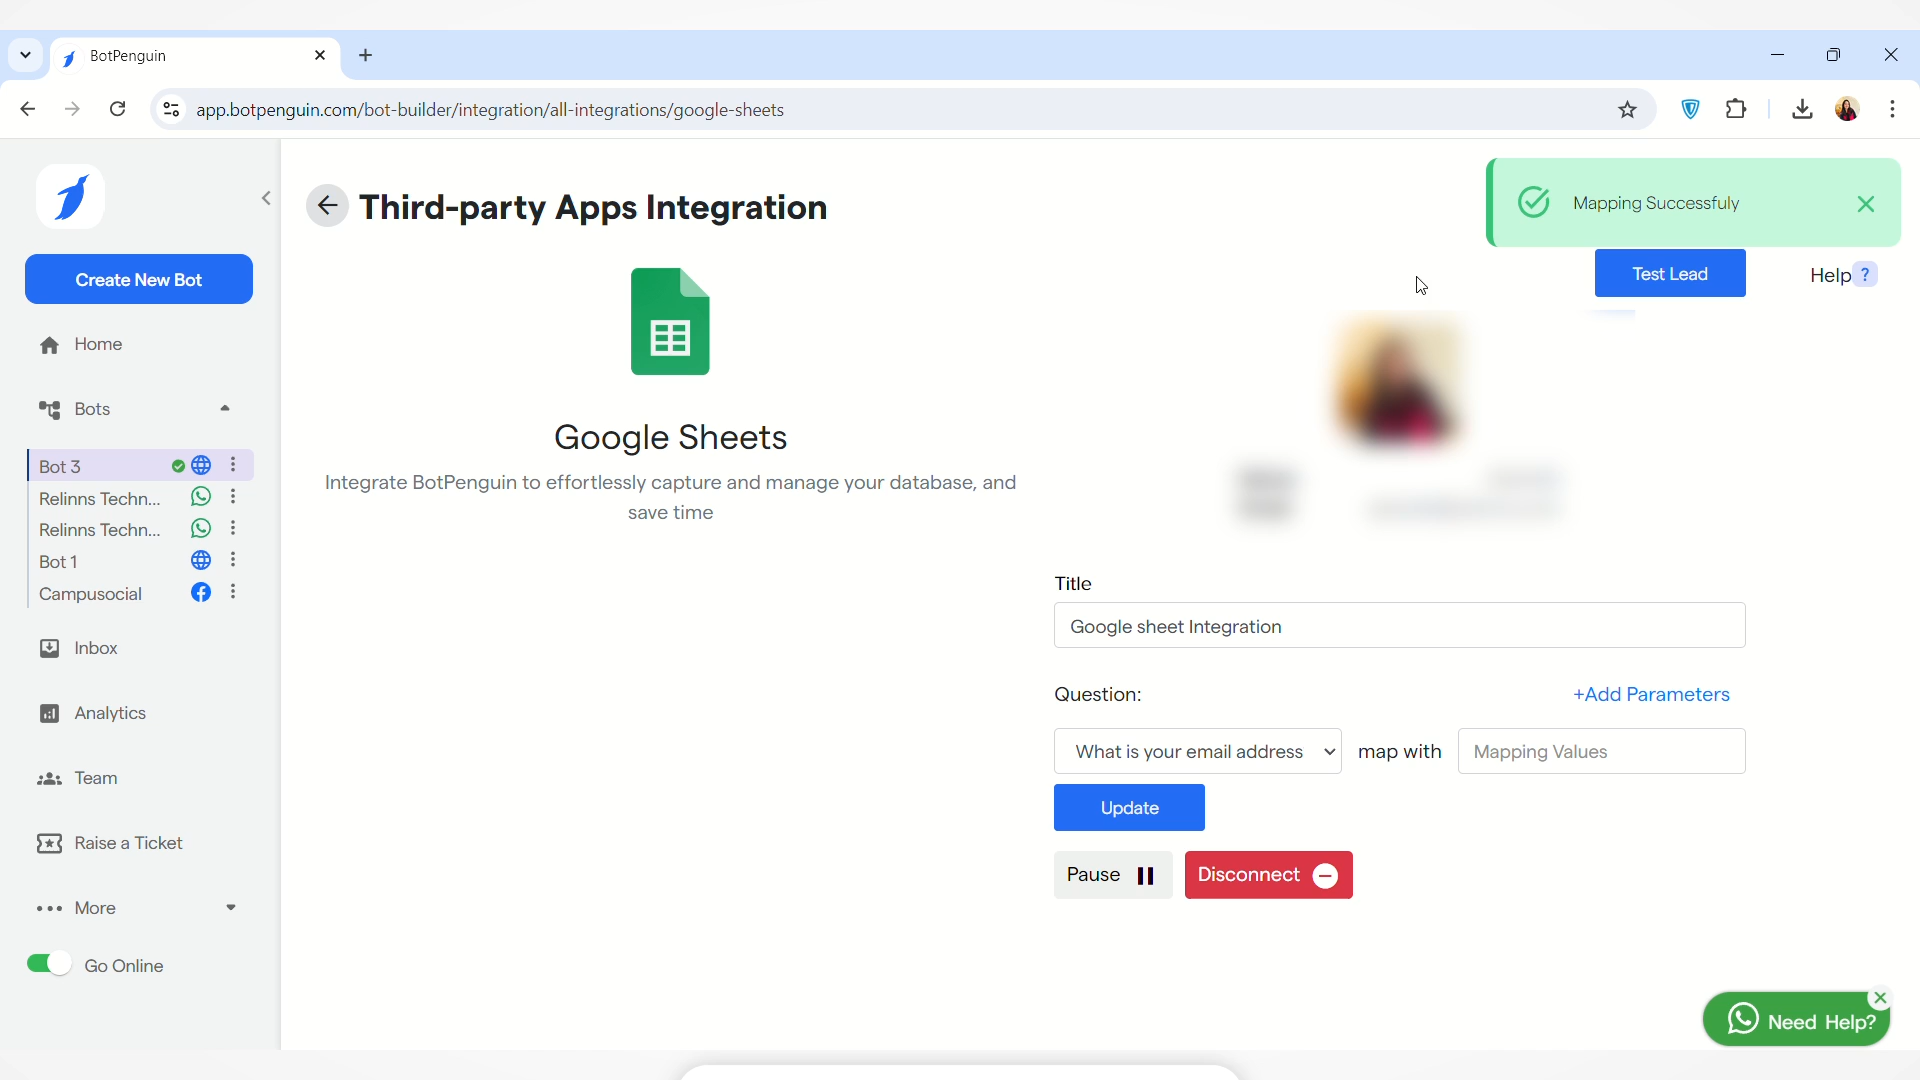 BotPenguin
app.botpenguin.com/bot-builder/integration/all-integrations/google-sheets
Create New Bot
Home
Bots
Bot 3
Relinns Techn...
Relinns Techn...
Bot 1
Campusocial
Inbox
Analytics
Team
Raise a Ticket
More
Go Online
Third-party Apps Integration
Mapping Successfuly
Test Lead
Help ?
Google Sheets
Integrate BotPenguin to effortlessly capture and manage your database, and
save time
Title
Google sheet Integration
Question:
+Add Parameters
What is your email address
map with
Mapping Values
Update
Pause
Disconnect
Need Help?